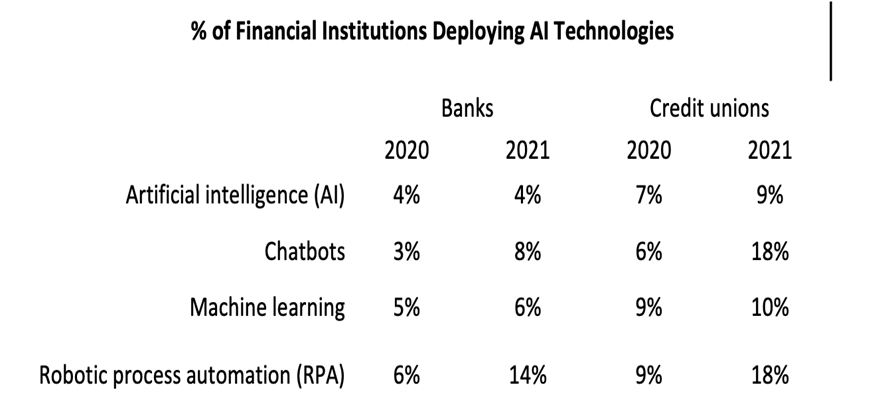 % of Financial Institutions Deploying AI Technologies
Banks Credit unions
2020 2021 2020 2021
Artificial intelligence (AI) 4% 4% 7% 9%
Chatbots 3% 8% 6% 18%
Machine learning 5% 6% 9% 10%
Robotic process automation (RPA) 6% 14% 9% 18%